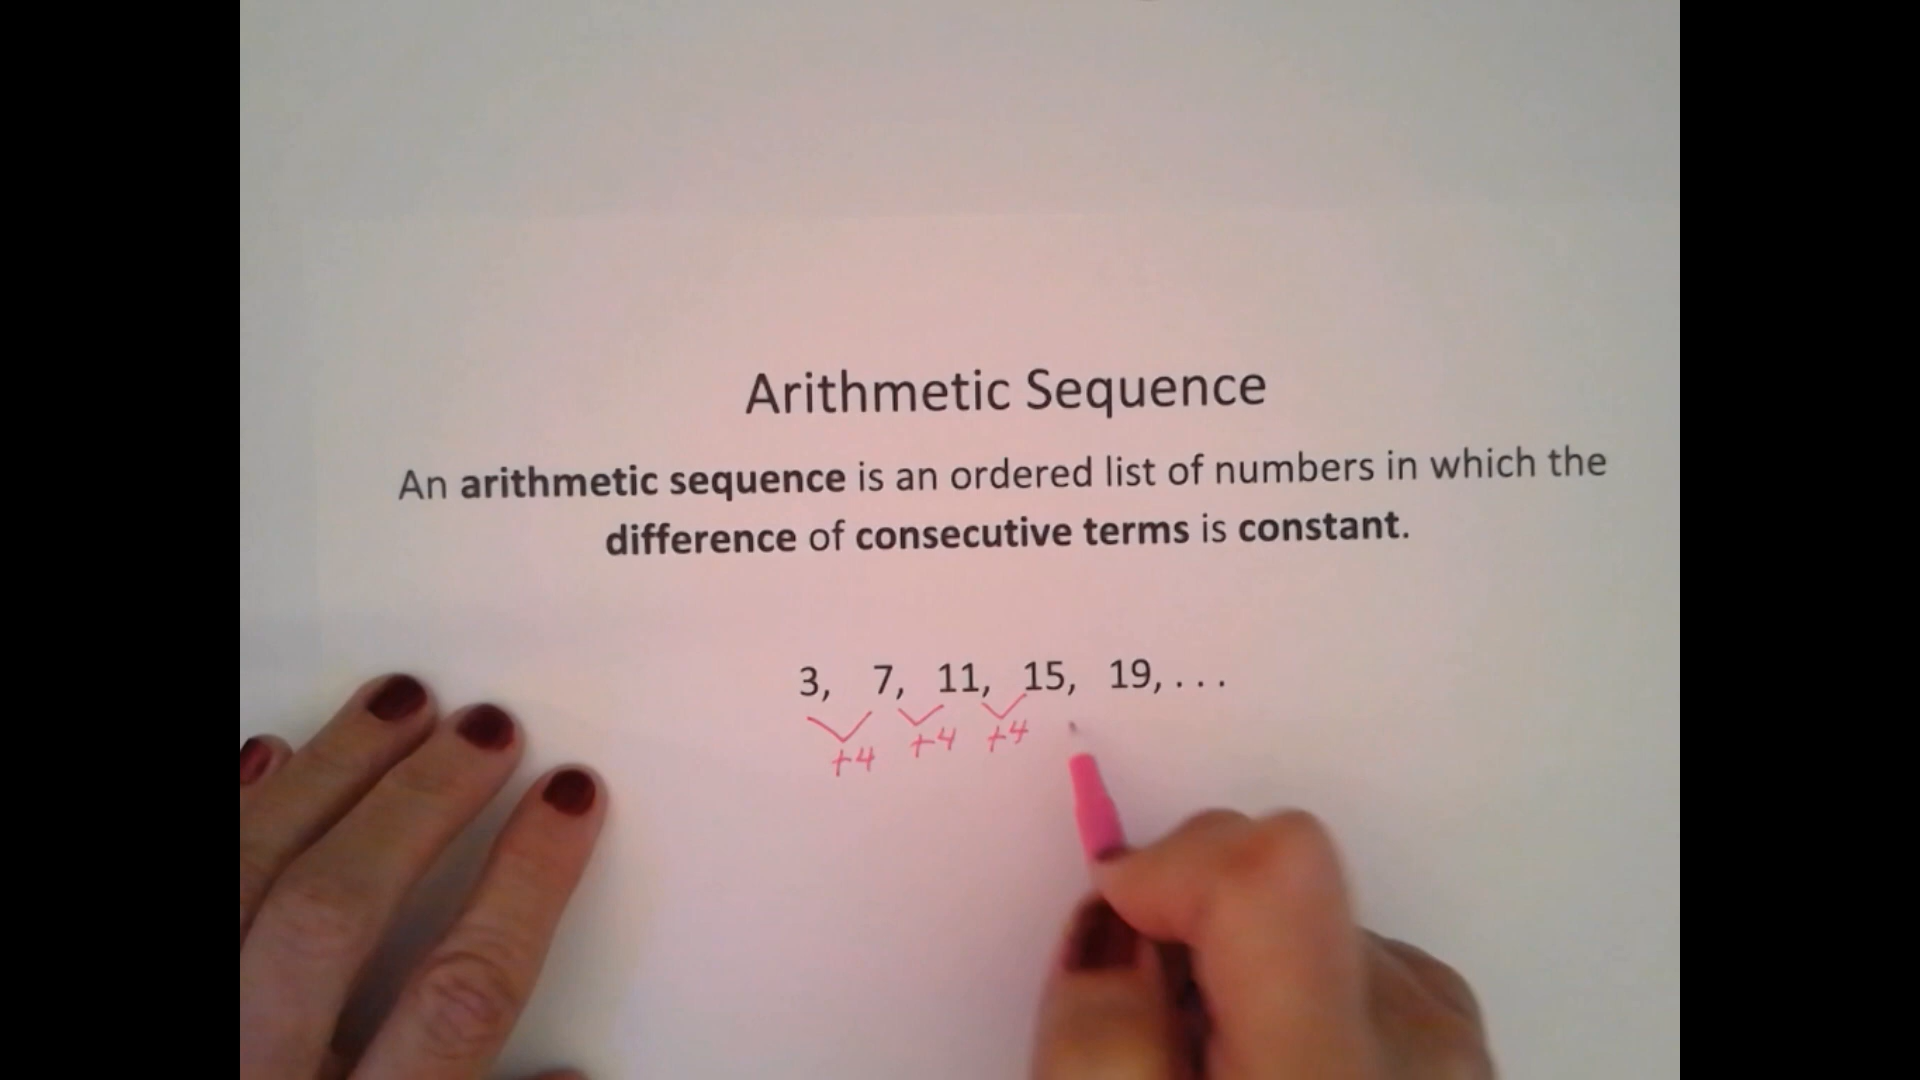 Arithmetic Sequence
An arithmetic sequence is an ordered list of numbers in which the
difference of consecutive terms is constant.
3, 7, 11, 15, 19, . . .
+4 +4 +4